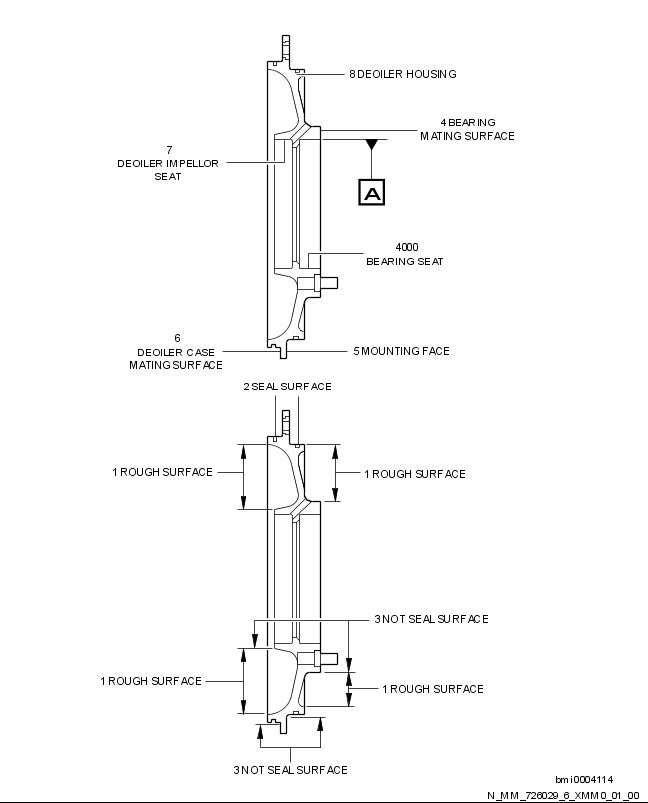 8 DEOILER HOUSING
4 BEARING
MATING SURFACE
7
DEOILER IMPELLOR
SEAT
A
4000
BEARING SEAT
6
DEOILER CASE
MATING SURFACE
5 MOUNTING FACE
2 SEAL SURFACE
1 ROUGH SURFACE
1 ROUGH SURFACE
3 NOT SEAL SURFACE
1 ROUGH SURFACE
1 ROUGH SURFACE
3 NOT SEAL SURFACE
bmi0004114
N_MM_726029_6_XMM0_01_00